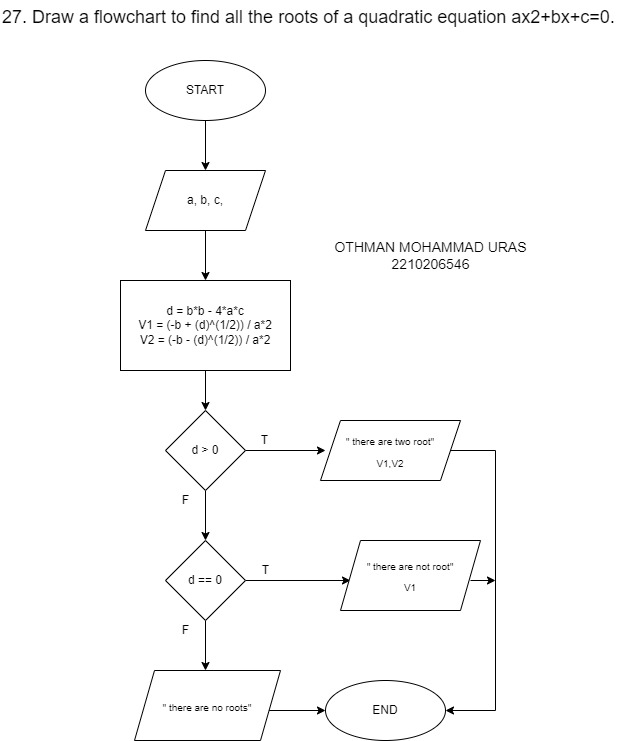 27. Draw a flowchart to find all the roots of a quadratic equation ax2+bx+c=0.
START
a, b, c,
OTHMAN MOHAMMAD URAS
2210206546
d = b*b - 4*a*c
V1 = (-b + (d)^(1/2)) / a*2
V2 = (-b - (d)^(1/2)) / a*2
d > 0
T
" there are two root"
V1,V2
F
d == 0
T
" there are not root"
V1
F
" there are no roots"
END